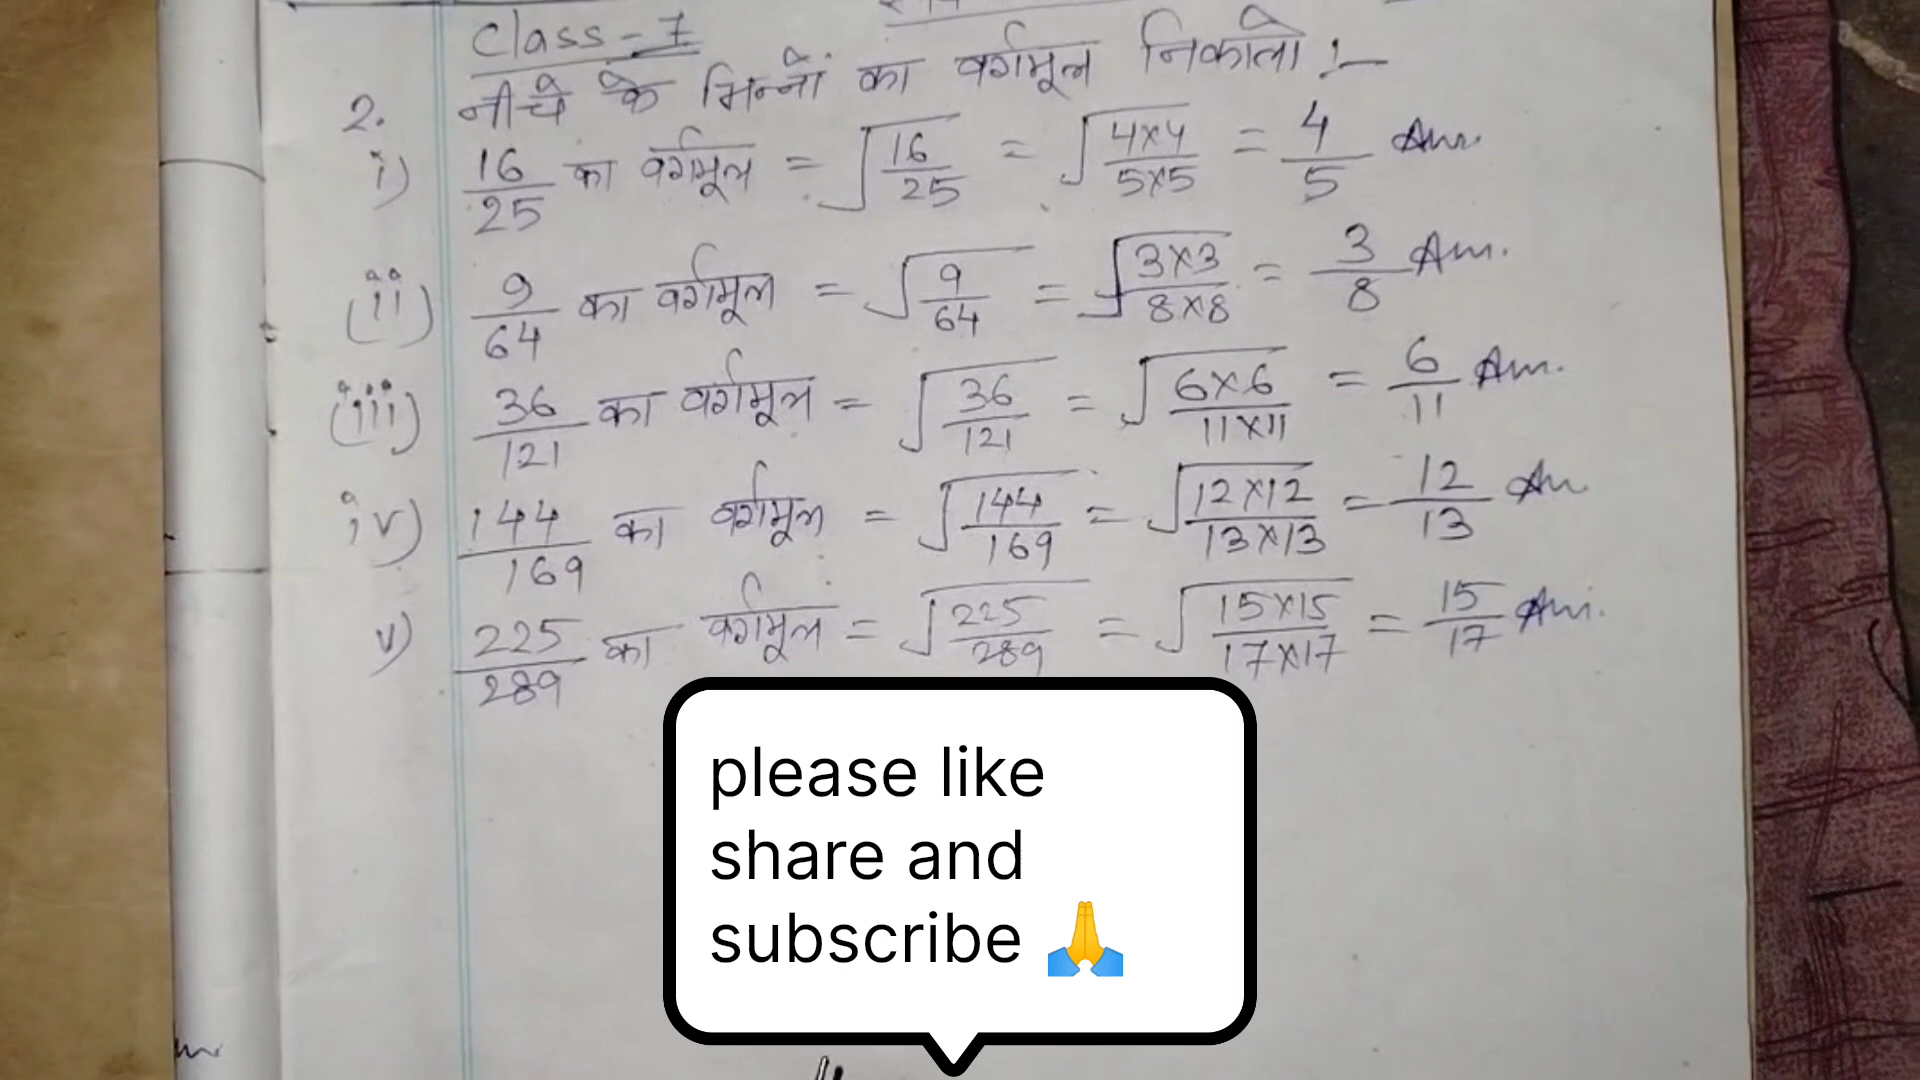 Class - 7
2. नीचे के भिन्नों का वर्गमूल निकालो :-
i) 16/25 का वर्गमूल = √(16/25) = √(4×4/5×5) = 4/5 Ans.
(ii) 9/64 का वर्गमूल = √(9/64) = √(3×3/8×8) = 3/8 Ans.
(iii) 36/121 का वर्गमूल = √(36/121) = √(6×6/11×11) = 6/11 Ans.
iv) 144/169 का वर्गमूल = √(144/169) = √(12×12/13×13) = 12/13 Ans
v) 225/289 का वर्गमूल = √(225/289) = √(15×15/17×17) = 15/17 Ans.
please like
share and
subscribe 🙏